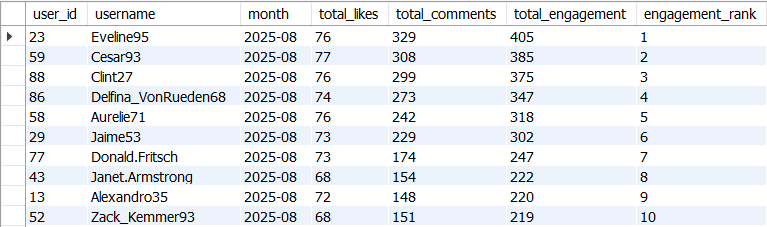 user_id username month total_likes total_comments total_engagement engagement_rank
23 Eveline95 2025-08 76 329 405 1
59 Cesar93 2025-08 77 308 385 2
88 Clint27 2025-08 76 299 375 3
86 Delfina_VonRueden68 2025-08 74 273 347 4
58 Aurelie71 2025-08 76 242 318 5
29 Jaime53 2025-08 73 229 302 6
77 Donald.Fritsch 2025-08 73 174 247 7
43 Janet.Armstrong 2025-08 68 154 222 8
13 Alexandro35 2025-08 72 148 220 9
52 Zack_Kemmer93 2025-08 68 151 219 10